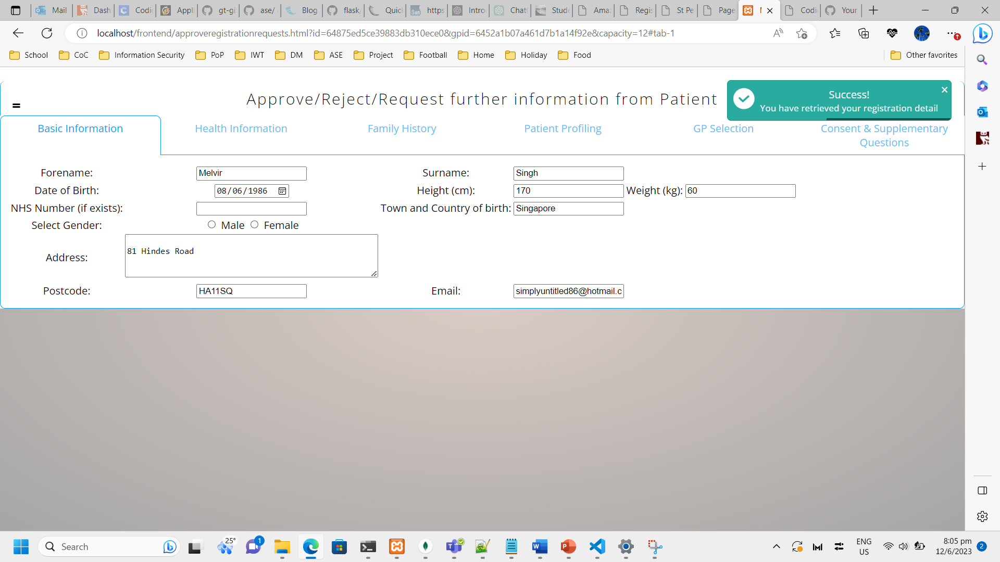 Mail
Dash
Codi
Appli
gt-gi
ase/
Blog
flask
Quicl
https
Intro
Chat
Stude
Ama
Regis
St Pe
Page
Codi
Your
localhost/frontend/approveregistrationrequests.html?id=64875ed5ce39883db310ece0&gpid=6452a1b07a461d7b1a14f92e&capacity=12#tab-1
School CoC Information Security PoP IWT DM ASE Project Football Home Holiday Food Other favorites
Approve/Reject/Request further information from Patient
Success!
You have retrieved your registration detail
Basic Information Health Information Family History Patient Profiling GP Selection Consent & Supplementary
Questions
Forename: Melvir Surname: Singh
Date of Birth: 08/06/1986 Height (cm): 170 Weight (kg): 60
NHS Number (if exists): Town and Country of birth: Singapore
Select Gender: Male Female
Address: 81 Hindes Road
Postcode: HA11SQ Email: simplyuntitled86@hotmail.c
Search
25°
1
ENG
US
8:05 pm
12/6/2023
2